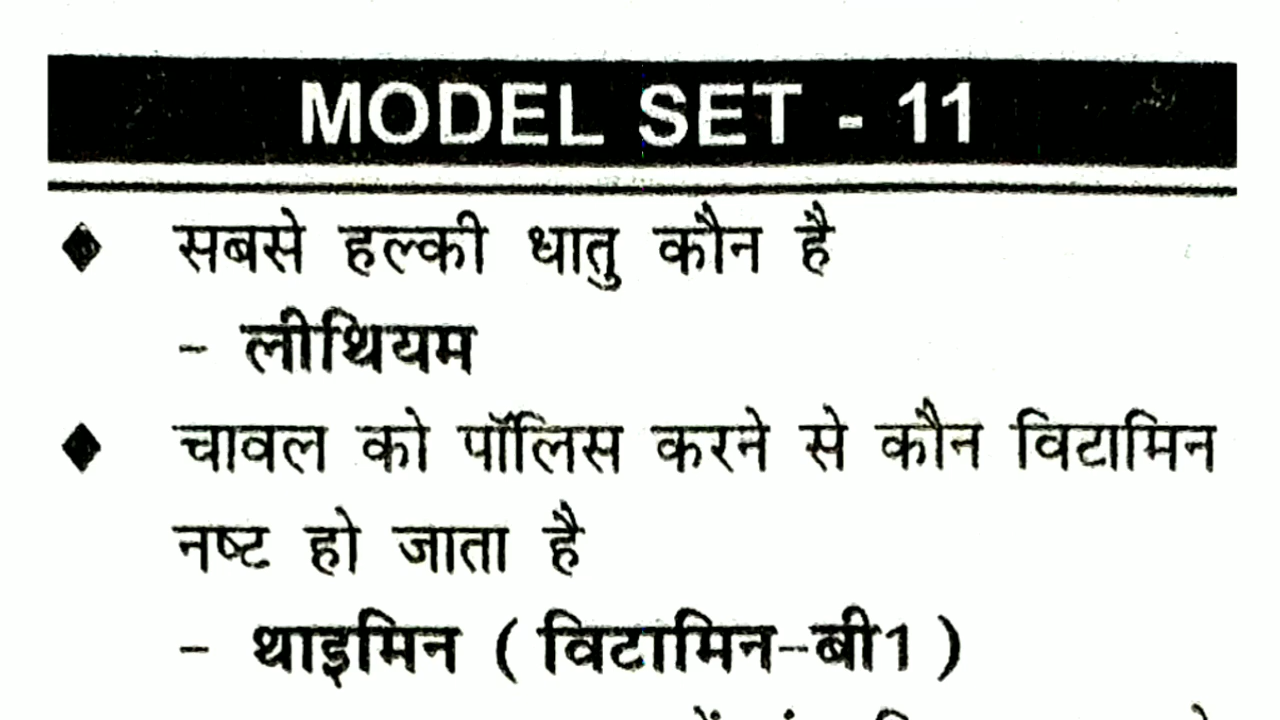 MODEL SET - 11
◆ सबसे हल्की धातु कौन है
- लीथियम
◆ चावल को पॉलिस करने से कौन विटामिन
नष्ट हो जाता है
- थाइमिन ( विटामिन-बी1 )